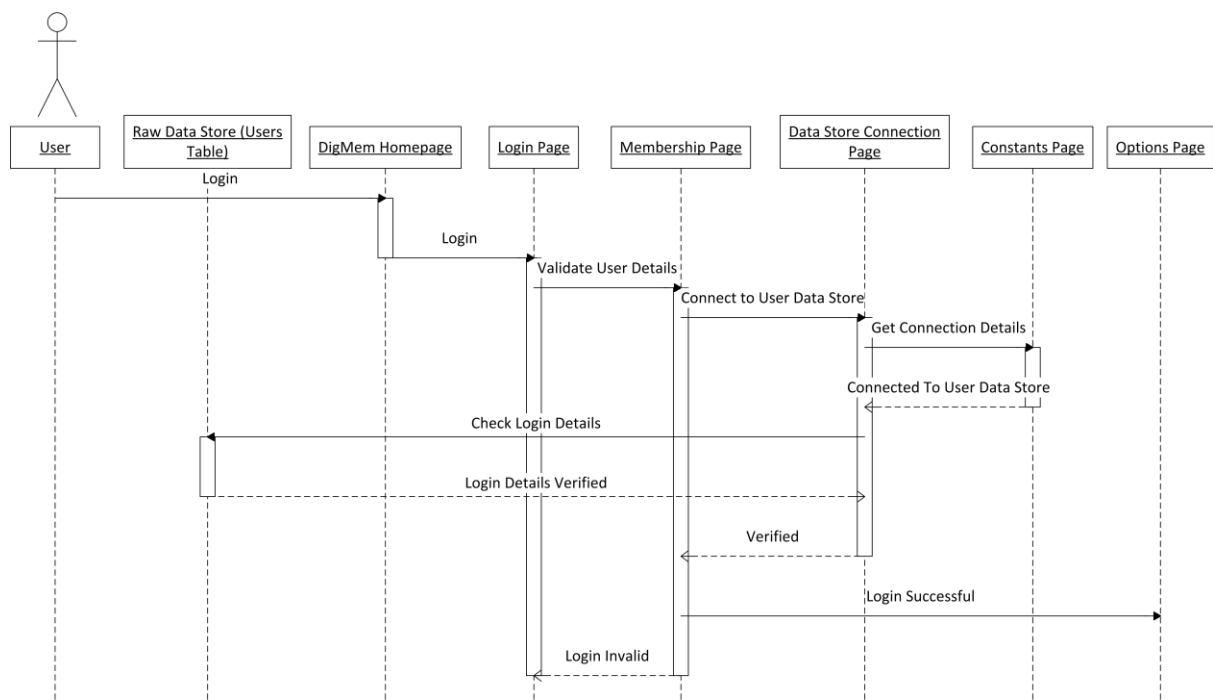 User
Raw Data Store (Users
Table)
DigMem Homepage
Login Page
Membership Page
Data Store Connection
Page
Constants Page
Options Page
Login
Login
Validate User Details
Connect to User Data Store
Get Connection Details
Connected To User Data Store
Check Login Details
Login Details Verified
Verified
Login Successful
Login Invalid